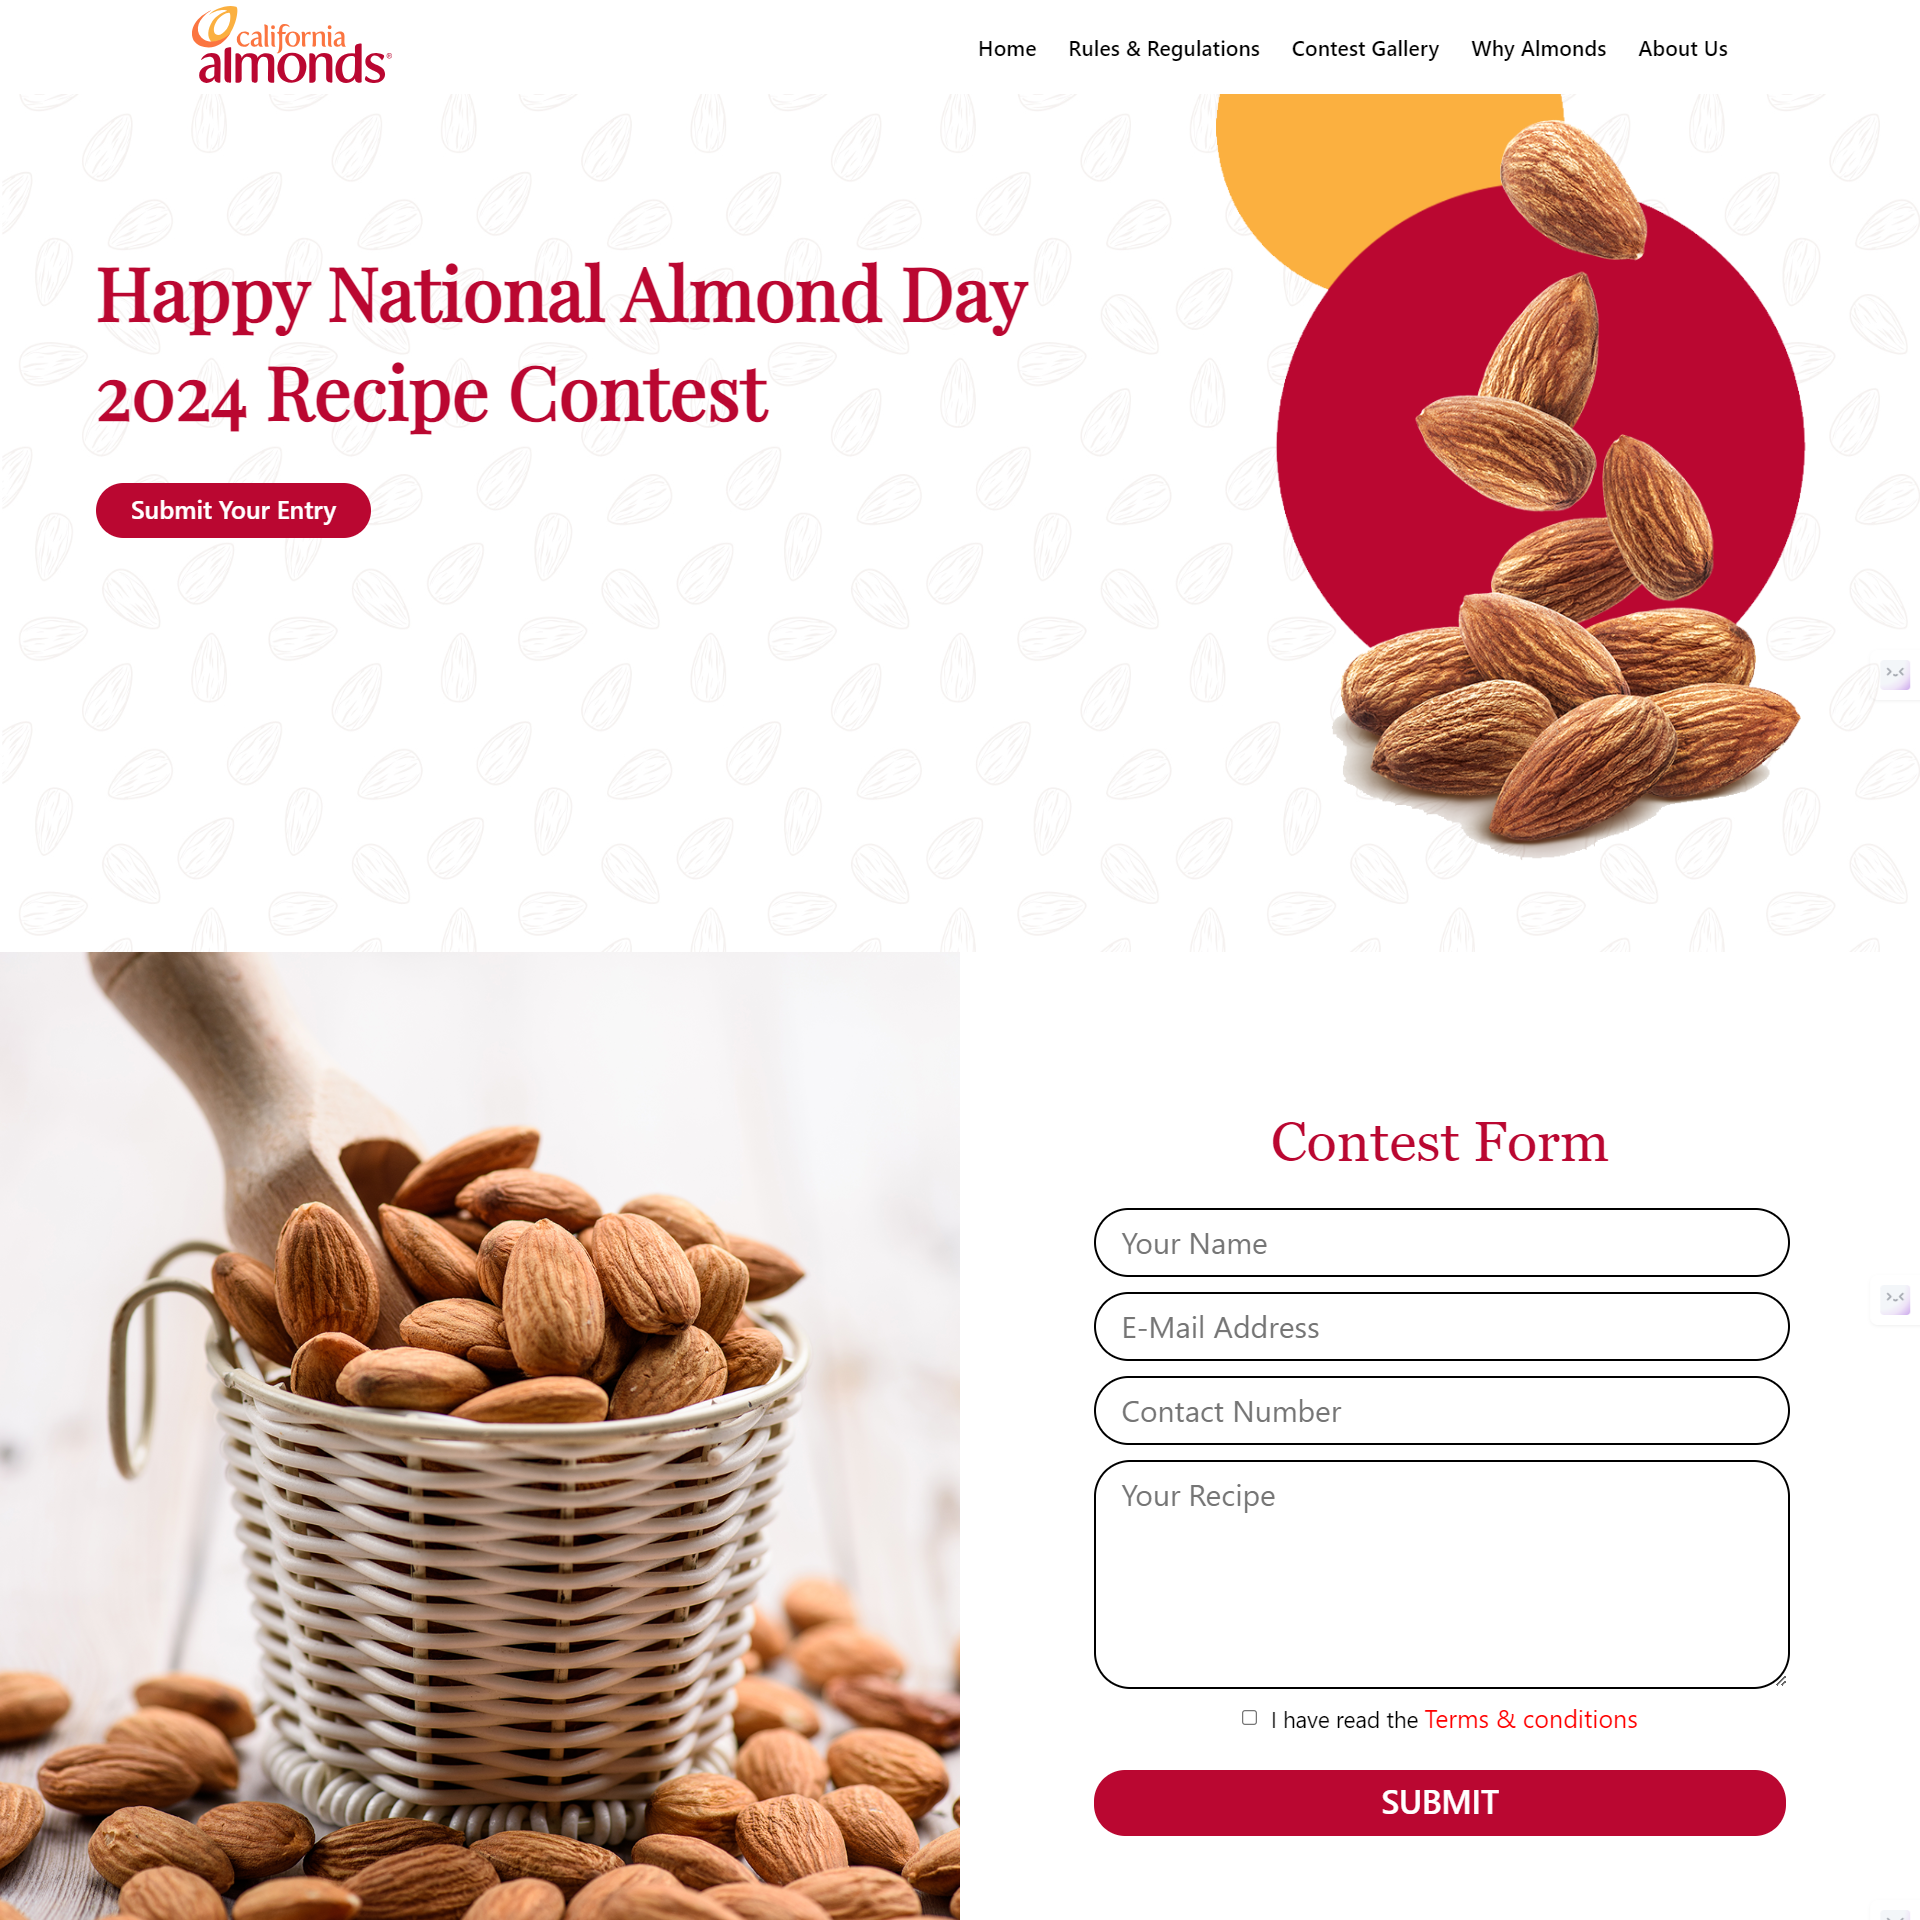 california
almonds®
Home Rules & Regulations Contest Gallery Why Almonds About Us
Happy National Almond Day
2024 Recipe Contest
Submit Your Entry
Contest Form
Your Name
E-Mail Address
Contact Number
Your Recipe
I have read the Terms & conditions
SUBMIT